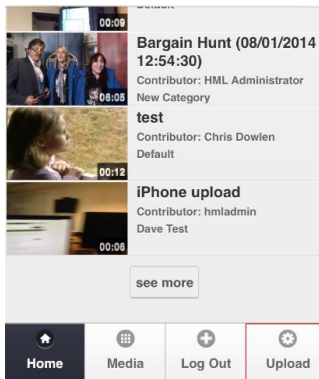 Default
00:09
Bargain Hunt (08/01/2014
12:54:30)
Contributor: HML Administrator
06:05
New Category
test
Contributor: Chris Dowlen
Default
00:12
iPhone upload
Contributor: hmladmin
Dave Test
00:06
see more
Home
Media
Log Out
Upload